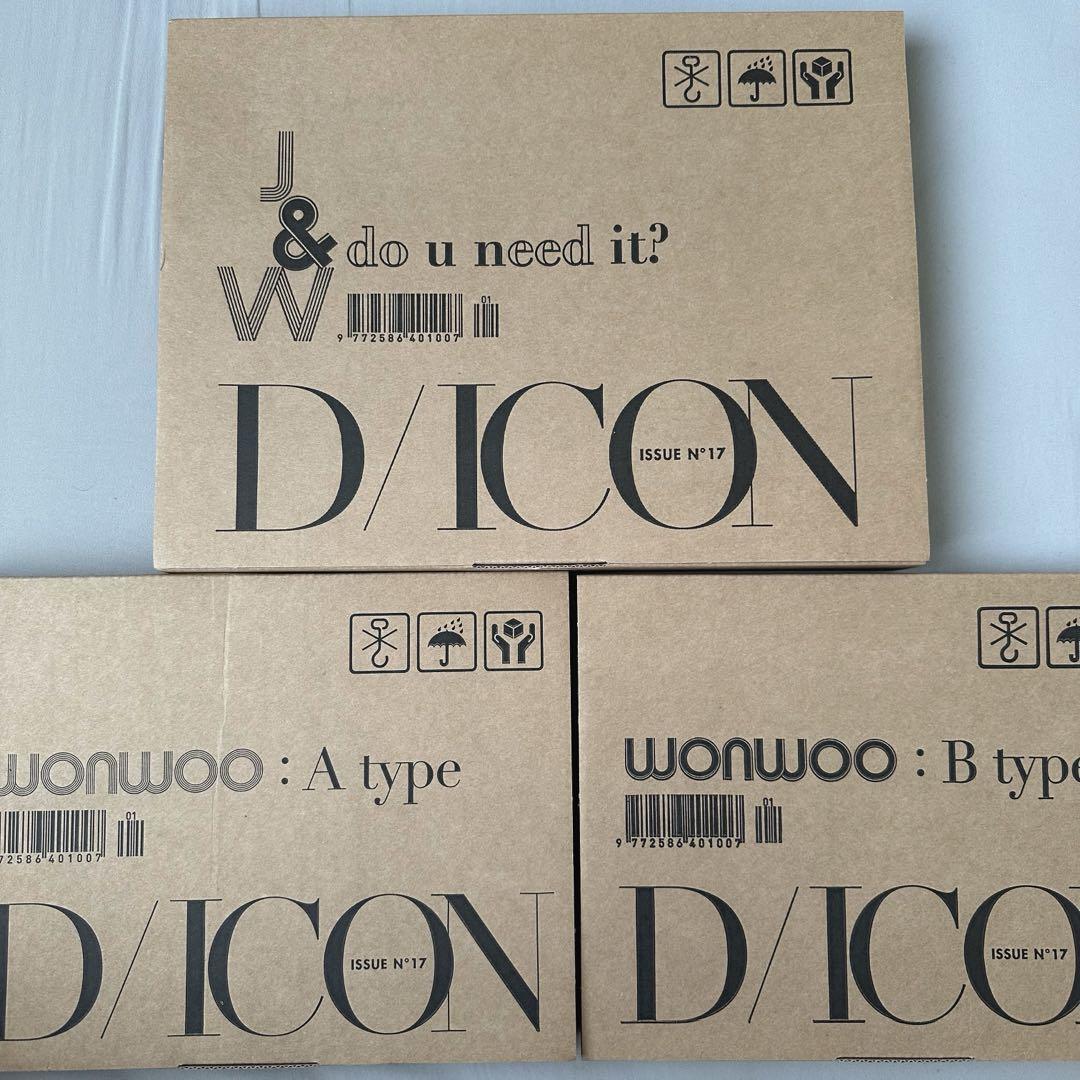 J
&
W
do u need it?
01
9 772586 401007
D/ICON
ISSUE N°17
wonwoo : A type
01
72586 401007
D/ICON
ISSUE N°17
wonwoo : B type
01
9 772586 401007
D/ICON
ISSUE N°17